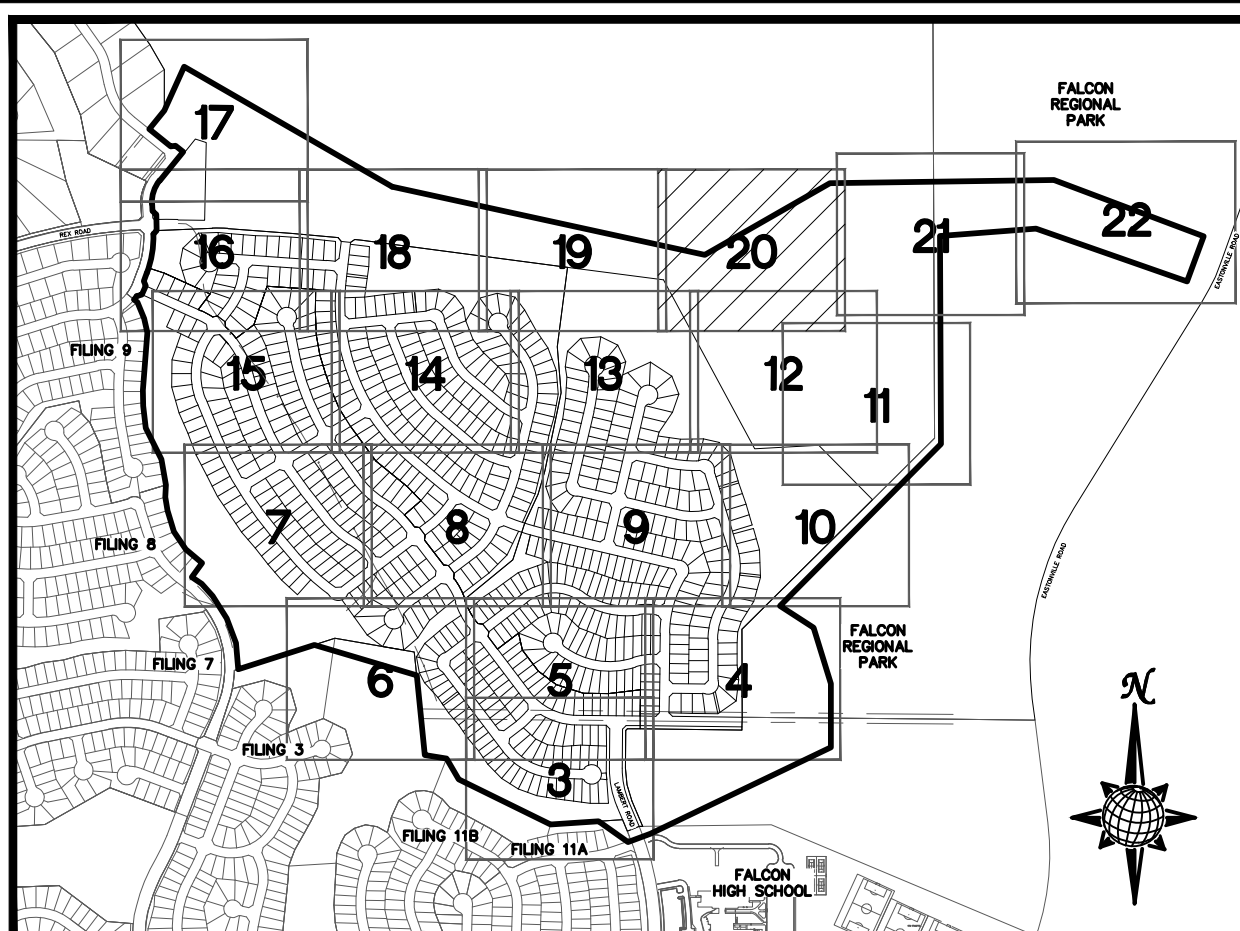 FALCON
REGIONAL
PARK
17
22
REX ROAD
21
16
18
19
20
EASTONVILLE ROAD
FILING 9
15
14
13
12
11
7
8
9
10
FILING 8
EASTONVILLE ROAD
FALCON
REGIONAL
PARK
FILING 7
6
5
4
N
FILING 3
3
LAMBERT ROAD
FILING 11B
FILING 11A
FALCON
HIGH SCHOOL